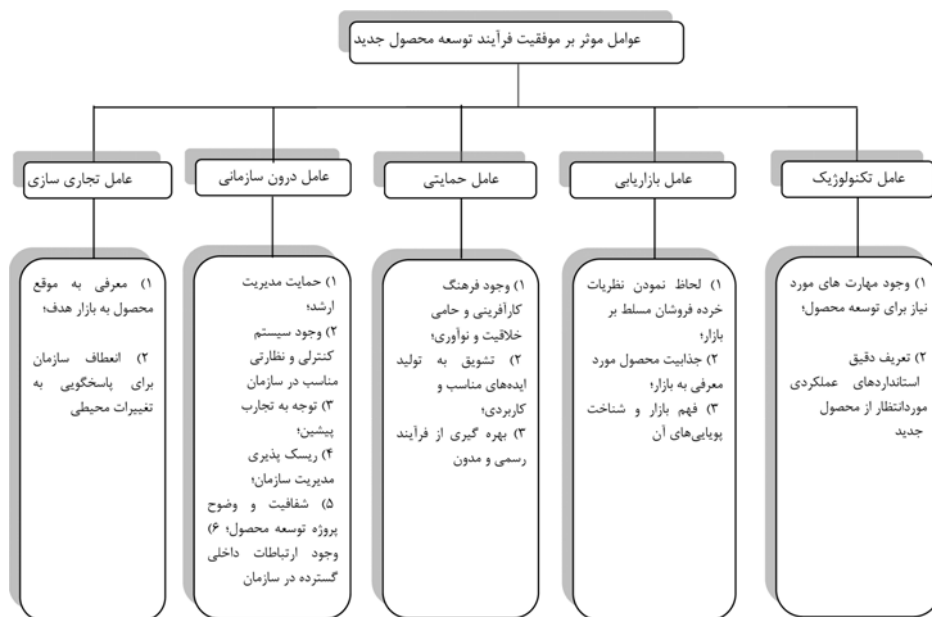 عوامل موثر بر موفقیت فرآیند توسعه محصول جدید
عامل تکنولوژیک
عامل بازاریابی
عامل حمایتی
عامل درون سازمانی
عامل تجاری سازی
۱) وجود مهارت های مورد
نیاز برای توسعه محصول؛
۲) تعریف دقیق
استانداردهای عملکردی
موردانتظار از محصول
جدید
۱) لحاظ نمودن نظریات
خرده فروشان مسلط بر
بازار؛
۲) جذابیت محصول مورد
معرفی به بازار؛
۳) فهم بازار و شناخت
پویایی‌های آن
۱) وجود فرهنگ
کارآفرینی و حامی
خلاقیت و نوآوری؛
۲) تشویق به تولید
ایده‌های مناسب و
کاربردی؛
۳) بهره گیری از فرآیند
رسمی و مدون
۱) حمایت مدیریت
ارشد؛
۲) وجود سیستم
کنترلی و نظارتی
مناسب در سازمان
۳) توجه به تجارب
پیشین؛
۴) ریسک پذیری
مدیریت سازمان؛
۵) شفافیت و وضوح
پروژه توسعه محصول؛ ۶)
وجود ارتباطات داخلی
گسترده در سازمان
۱) معرفی به موقع
محصول به بازار هدف؛
۲) انعطاف سازمان
برای پاسخگویی به
تغییرات محیطی